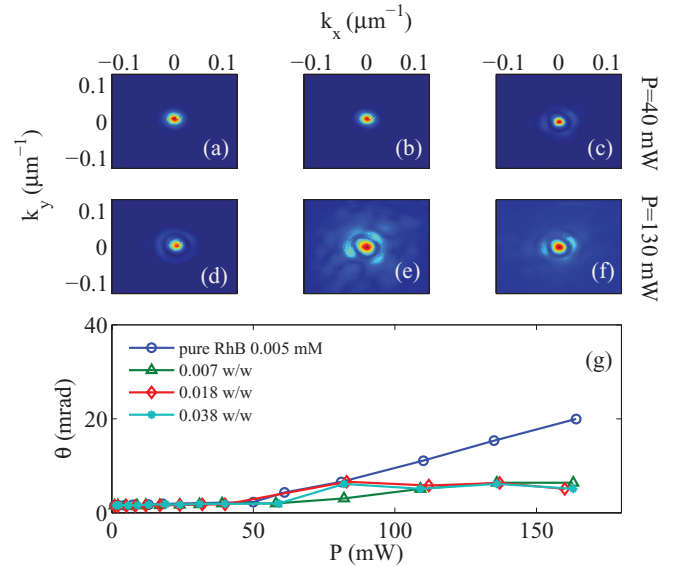 k_x (μm⁻¹)
−0.1 0 0.1 −0.1 0 0.1 −0.1 0 0.1
0.1
0
−0.1
(a) (b) (c)
P=40 mW
k_y (μm⁻¹)
0.1
0
−0.1
(d) (e) (f)
P=130 mW
40
20
0
θ (mrad)
pure RhB 0.005 mM
0.007 w/w
0.018 w/w
0.038 w/w
(g)
0 50 100 150
P (mW)